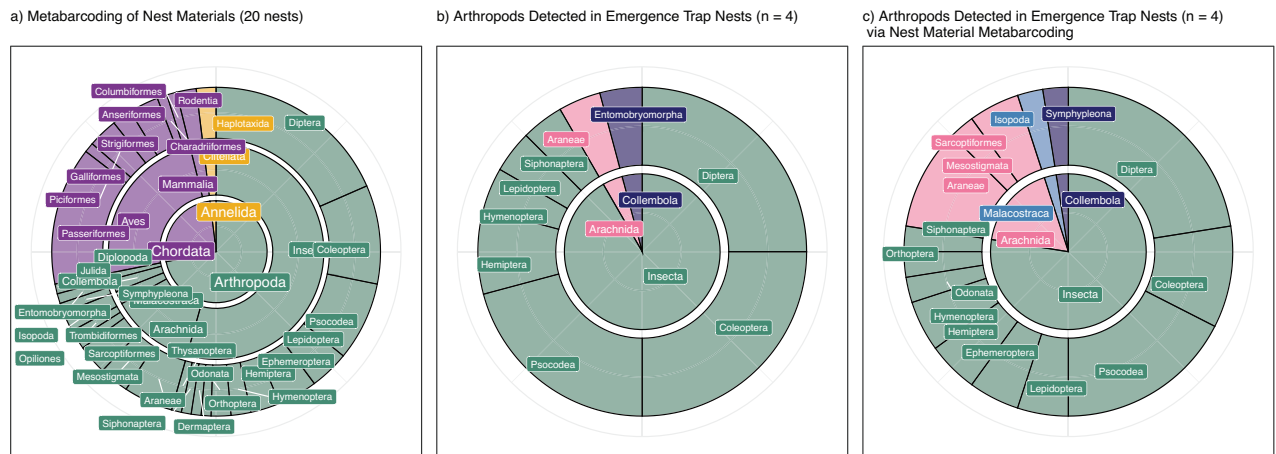 a) Metabarcoding of Nest Materials (20 nests)
Columbiformes
Rodentia
Anseriformes
Haplotaxida
Diptera
Strigiformes
Charadriiformes
Clitellata
Galliformes
Mammalia
Piciformes
Annelida
Aves
Passeriformes
Chordata
Coleoptera
Diplopoda
Julida
Collembola
Arthropoda
Symphypleona
Malacostraca
Entomobryomorpha
Psocodea
Arachnida
Isopoda
Trombidiformes
Lepidoptera
Thysanoptera
Sarcoptiformes
Opiliones
Ephemeroptera
Mesostigmata
Odonata
Hemiptera
Hymenoptera
Araneae
Orthoptera
Siphonaptera
Dermaptera
b) Arthropods Detected in Emergence Trap Nests (n = 4)
Entomobryomorpha
Araneae
Siphonaptera
Diptera
Lepidoptera
Collembola
Hymenoptera
Arachnida
Hemiptera
Insecta
Coleoptera
Psocodea
c) Arthropods Detected in Emergence Trap Nests (n = 4)
via Nest Material Metabarcoding
Symphypleona
Isopoda
Sarcoptiformes
Mesostigmata
Diptera
Araneae
Collembola
Malacostraca
Siphonaptera
Arachnida
Orthoptera
Coleoptera
Odonata
Insecta
Hymenoptera
Hemiptera
Ephemeroptera
Psocodea
Lepidoptera